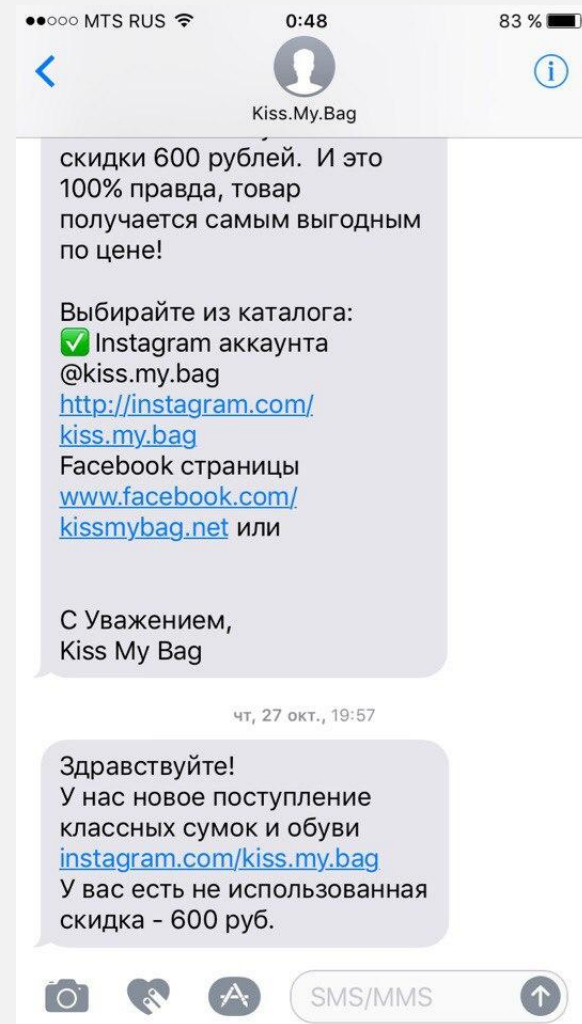 MTS RUS 0:48 83 %
Kiss.My.Bag
скидки 600 рублей. И это
100% правда, товар
получается самым выгодным
по цене!
Выбирайте из каталога:
✅ Instagram аккаунта
@kiss.my.bag
http://instagram.com/
kiss.my.bag
Facebook страницы
www.facebook.com/
kissmybag.net или
С Уважением,
Kiss My Bag
чт, 27 окт., 19:57
Здравствуйте!
У нас новое поступление
классных сумок и обуви
instagram.com/kiss.my.bag
У вас есть не использованная
скидка - 600 руб.
SMS/MMS